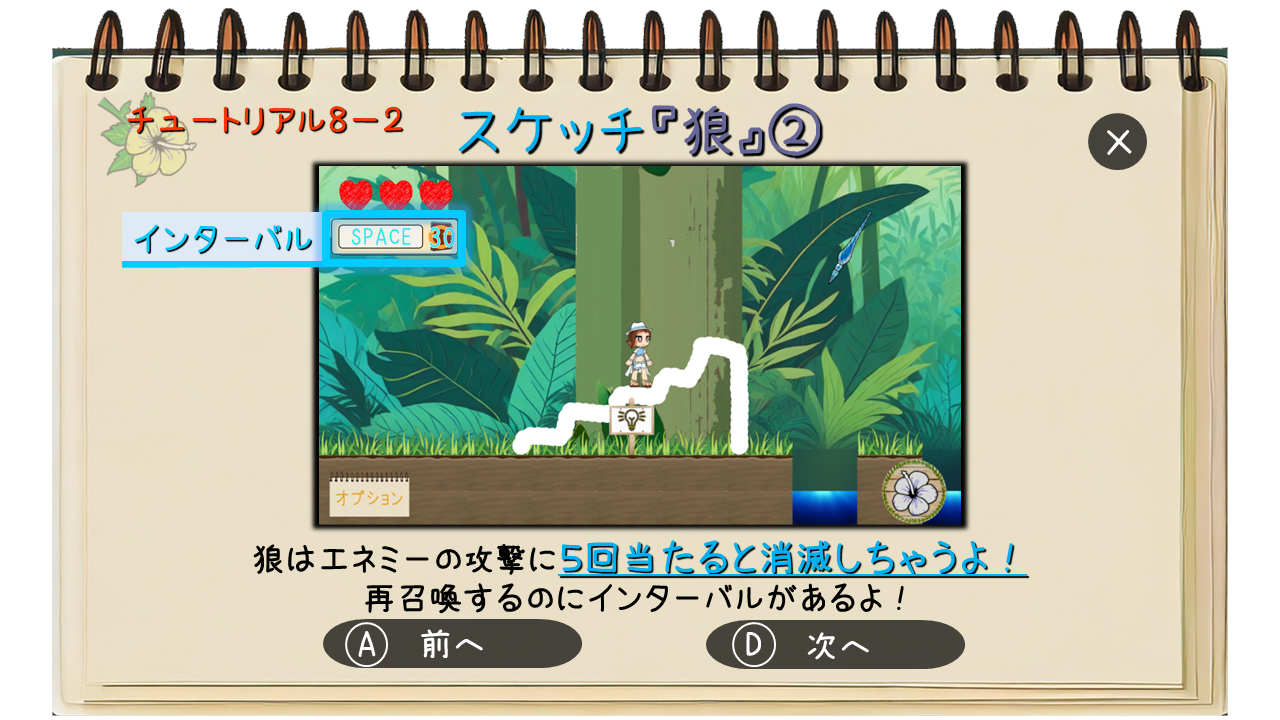 チュートリアル8-2
スケッチ『狼』②
インターバル
SPACE 30
オプション
狼はエネミーの攻撃に5回当たると消滅しちゃうよ！
再召喚するのにインターバルがあるよ！
A 前へ
D 次へ